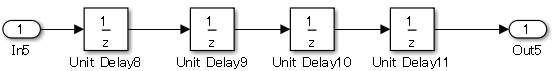 1
1
z
1
z
1
z
1
z
1
In5
Unit Delay8
Unit Delay9
Unit Delay10
Unit Delay11
Out5